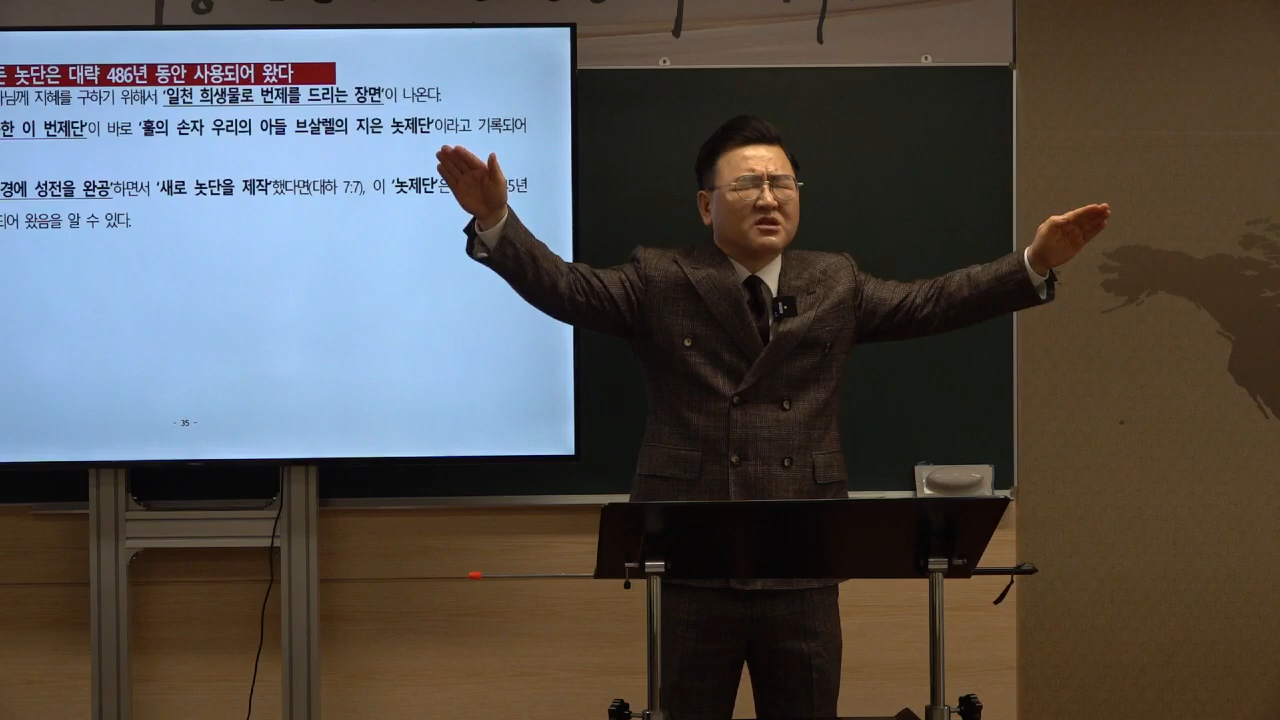 놋단은 대략 486년 동안 사용되어 왔다
님께 지혜를 구하기 위해서 '일천 희생물로 번제를 드리는 장면'이 나온다.
한 이 번제단'이 바로 '훌의 손자 우리의 아들 브살렐의 지은 놋제단'이라고 기록되어
경에 성전을 완공'하면서 '새로 놋단을 제작'했다면(대하 7:7), 이 '놋제단'은 5년
되어 왔음을 알 수 있다.
- 35 -